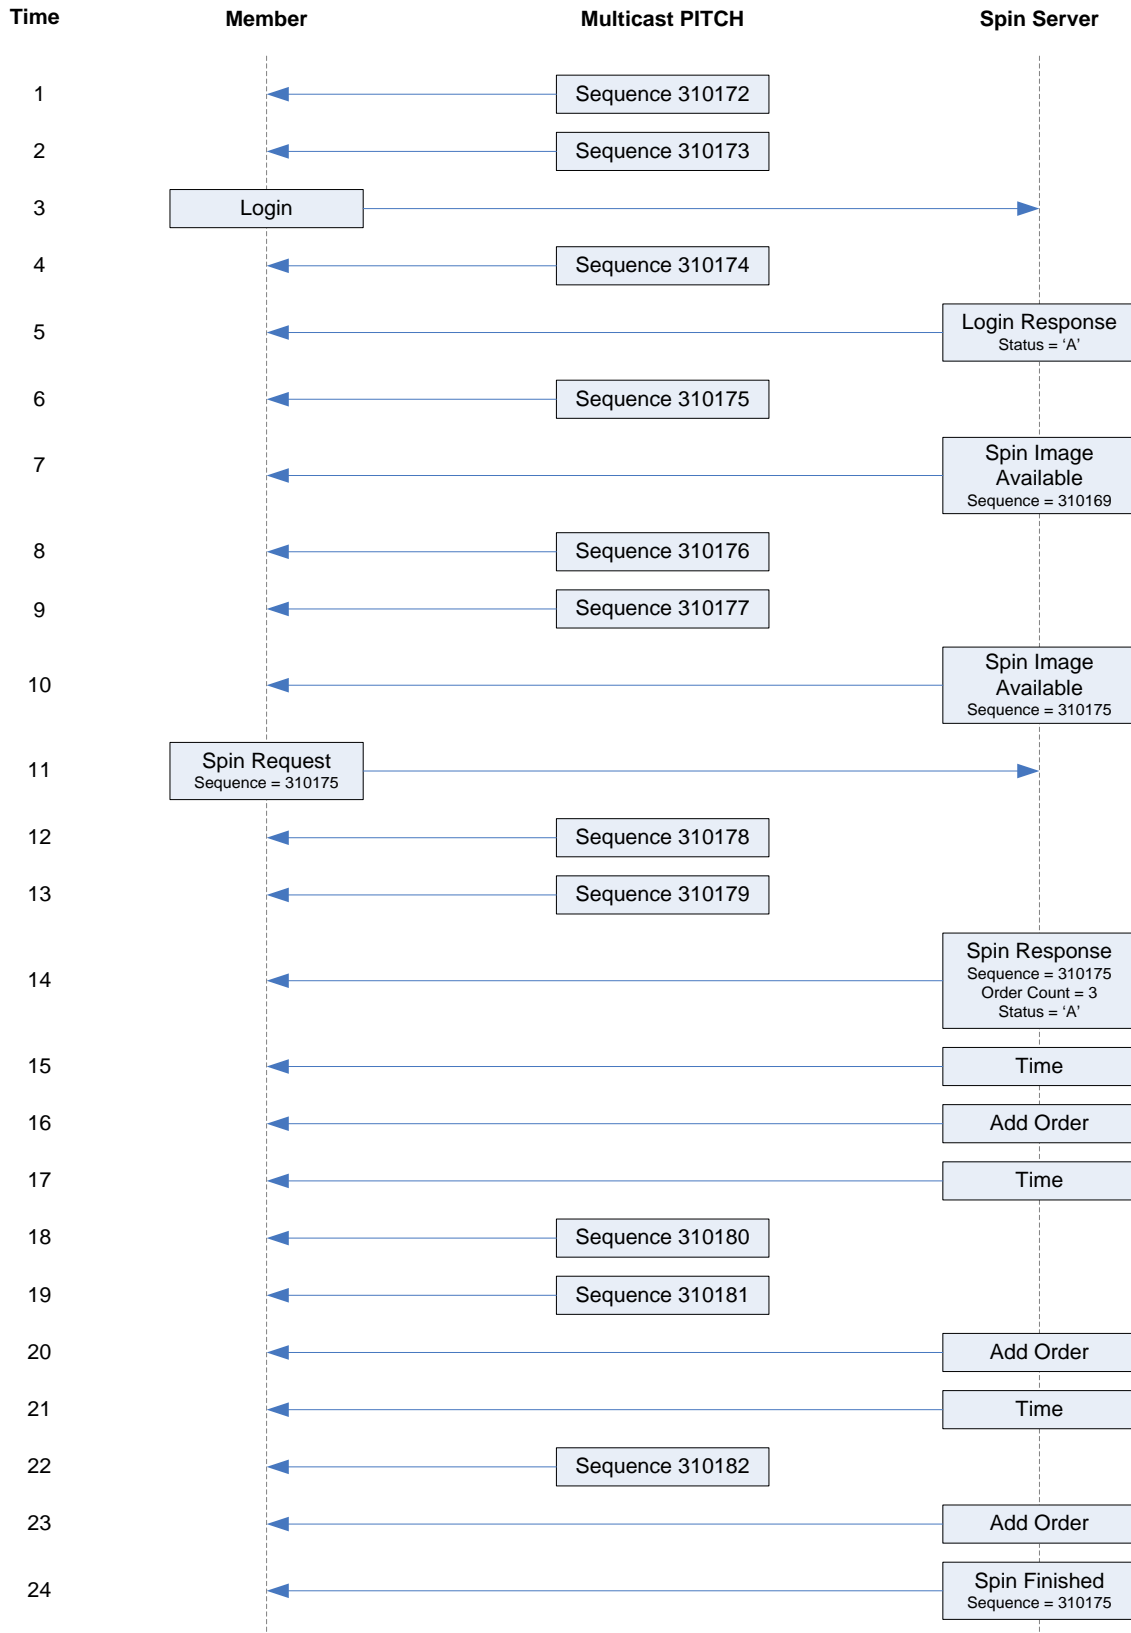 Time Member Multicast PITCH Spin Server
1 Sequence 310172
2 Sequence 310173
3 Login
4 Sequence 310174
5 Login Response
Status = ‘A’
6 Sequence 310175
7 Spin Image
Available
Sequence = 310169
8 Sequence 310176
9 Sequence 310177
10 Spin Image
Available
Sequence = 310175
11 Spin Request
Sequence = 310175
12 Sequence 310178
13 Sequence 310179
14 Spin Response
Sequence = 310175
Order Count = 3
Status = ‘A’
15 Time
16 Add Order
17 Time
18 Sequence 310180
19 Sequence 310181
20 Add Order
21 Time
22 Sequence 310182
23 Add Order
24 Spin Finished
Sequence = 310175